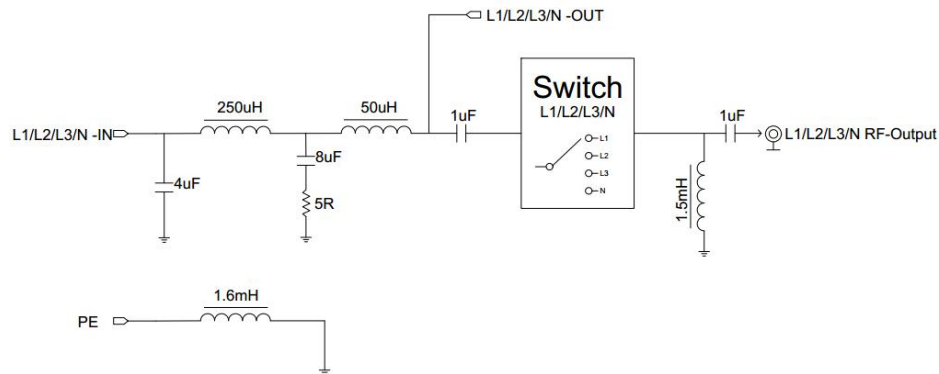 L1/L2/L3/N -OUT
Switch
L1/L2/L3/N
250uH
50uH
1uF
1uF
L1/L2/L3/N -IN
L1/L2/L3/N RF-Output
L1
L2
L3
N
8uF
4uF
5R
1.5mH
1.6mH
PE